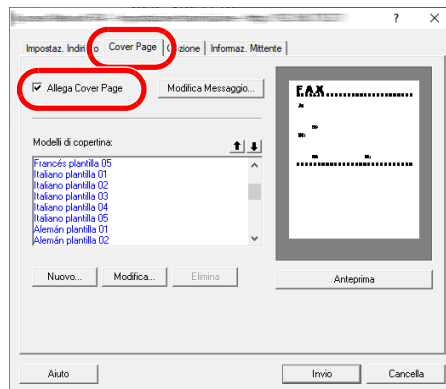 ?
Impostaz. Indiri o Cover Page zione Informaz. Mittente
Allega Cover Page
Modifica Messaggio...
FAX
Modelli di copertina:
Francés plantilla 05
Italiano plantilla 01
Italiano plantilla 02
Italiano plantilla 03
Italiano plantilla 04
Italiano plantilla 05
Alemán plantilla 01
Alemán plantilla 02
Nuovo... Modifica... Elimina
Anteprima
Aiuto Invio Cancella